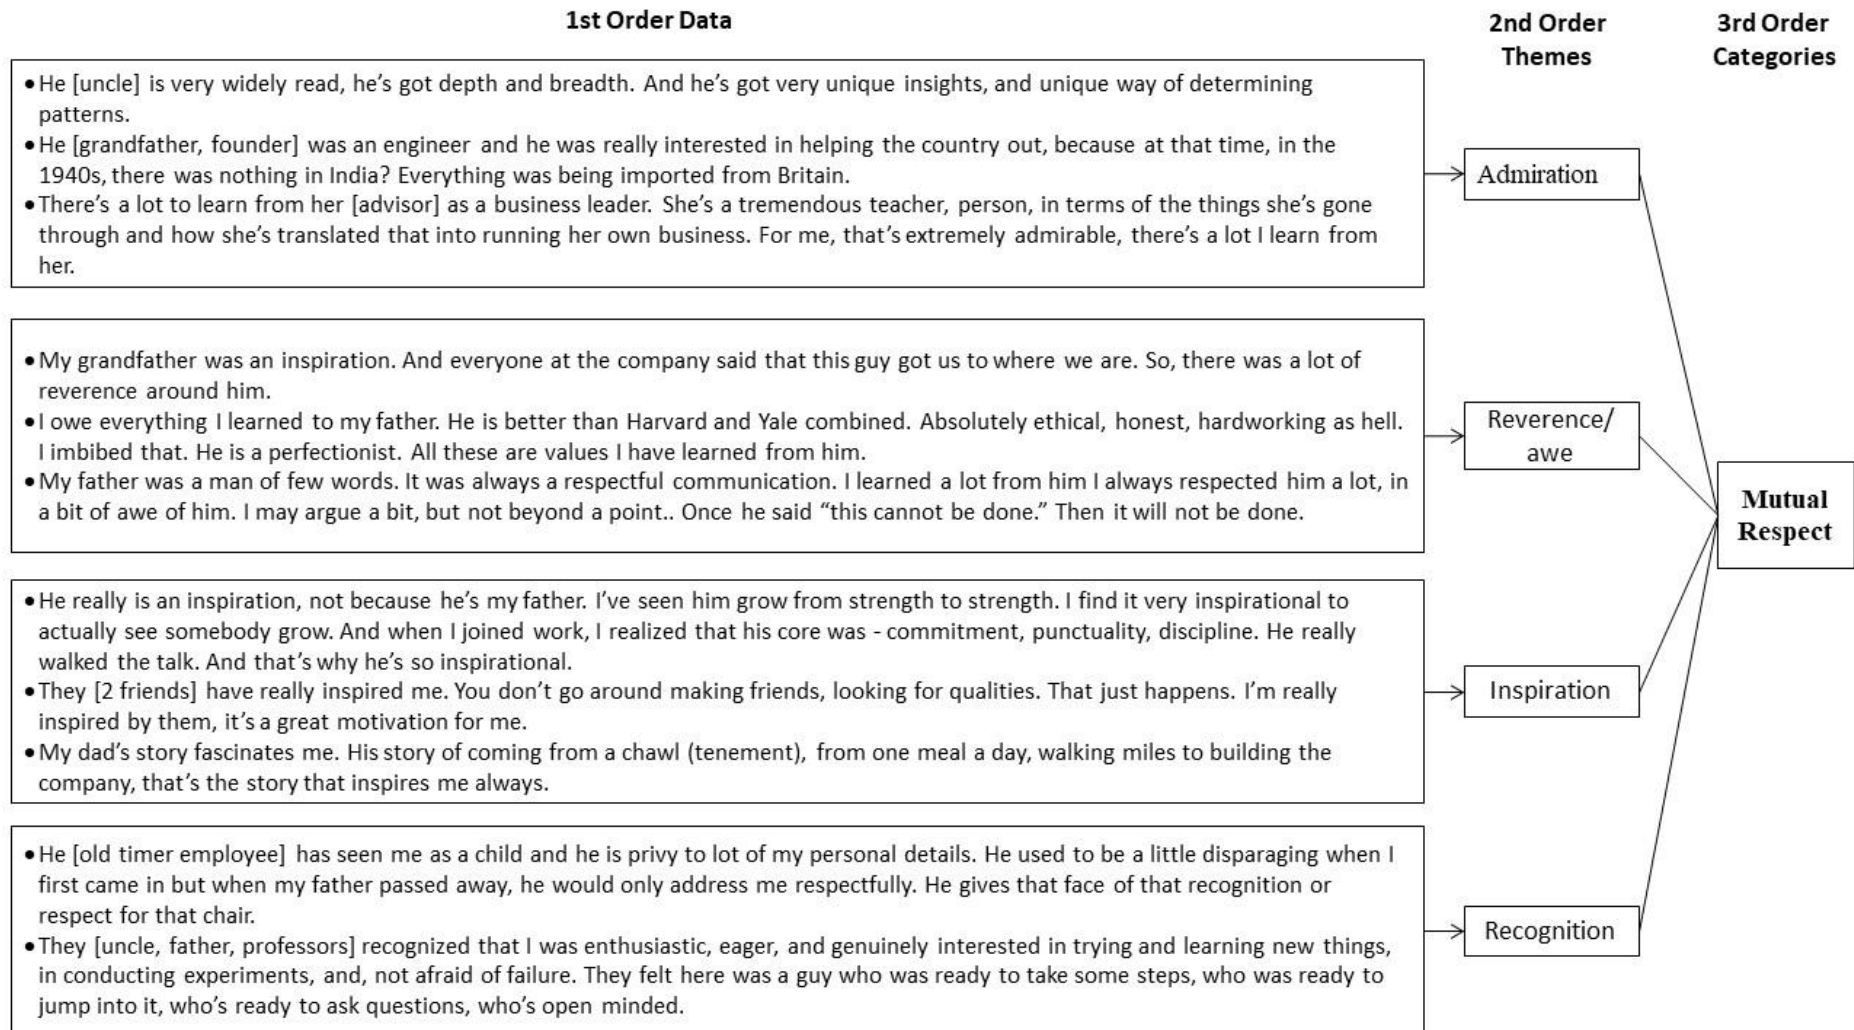 1st Order Data
2nd Order
Themes
3rd Order
Categories
• He [uncle] is very widely read, he's got depth and breadth. And he's got very unique insights, and unique way of determining
patterns.
• He [grandfather, founder] was an engineer and he was really interested in helping the country out, because at that time, in the
1940s, there was nothing in India? Everything was being imported from Britain.
• There's a lot to learn from her [advisor] as a business leader. She's a tremendous teacher, person, in terms of the things she's gone
through and how she's translated that into running her own business. For me, that's extremely admirable, there's a lot I learn from
her.
Admiration
• My grandfather was an inspiration. And everyone at the company said that this guy got us to where we are. So, there was a lot of
reverence around him.
• I owe everything I learned to my father. He is better than Harvard and Yale combined. Absolutely ethical, honest, hardworking as hell.
I imbibed that. He is a perfectionist. All these are values I have learned from him.
• My father was a man of few words. It was always a respectful communication. I learned a lot from him I always respected him a lot, in
a bit of awe of him. I may argue a bit, but not beyond a point.. Once he said “this cannot be done.” Then it will not be done.
Reverence/
awe
Mutual
Respect
• He really is an inspiration, not because he's my father. I've seen him grow from strength to strength. I find it very inspirational to
actually see somebody grow. And when I joined work, I realized that his core was - commitment, punctuality, discipline. He really
walked the talk. And that's why he's so inspirational.
• They [2 friends] have really inspired me. You don't go around making friends, looking for qualities. That just happens. I'm really
inspired by them, it's a great motivation for me.
• My dad's story fascinates me. His story of coming from a chawl (tenement), from one meal a day, walking miles to building the
company, that's the story that inspires me always.
Inspiration
• He [old timer employee] has seen me as a child and he is privy to lot of my personal details. He used to be a little disparaging when I
first came in but when my father passed away, he would only address me respectfully. He gives that face of that recognition or
respect for that chair.
• They [uncle, father, professors] recognized that I was enthusiastic, eager, and genuinely interested in trying and learning new things,
in conducting experiments, and, not afraid of failure. They felt here was a guy who was ready to take some steps, who was ready to
jump into it, who's ready to ask questions, who's open minded.
Recognition